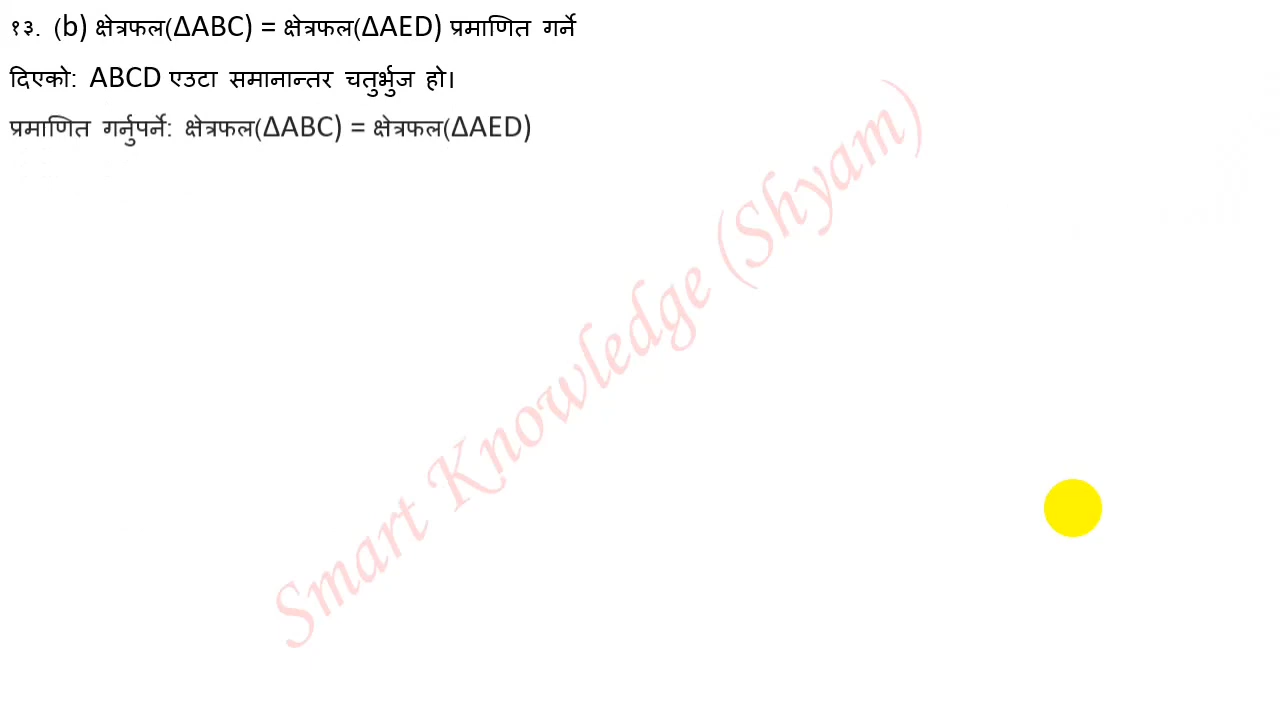 १३. (b) क्षेत्रफल(ΔABC) = क्षेत्रफल(ΔAED) प्रमाणित गर्ने
दिएको: ABCD एउटा समानान्तर चतुर्भुज हो।
प्रमाणित गर्नुपर्ने: क्षेत्रफल(ΔABC) = क्षेत्रफल(ΔAED)
Smart Knowledge (Shyam)